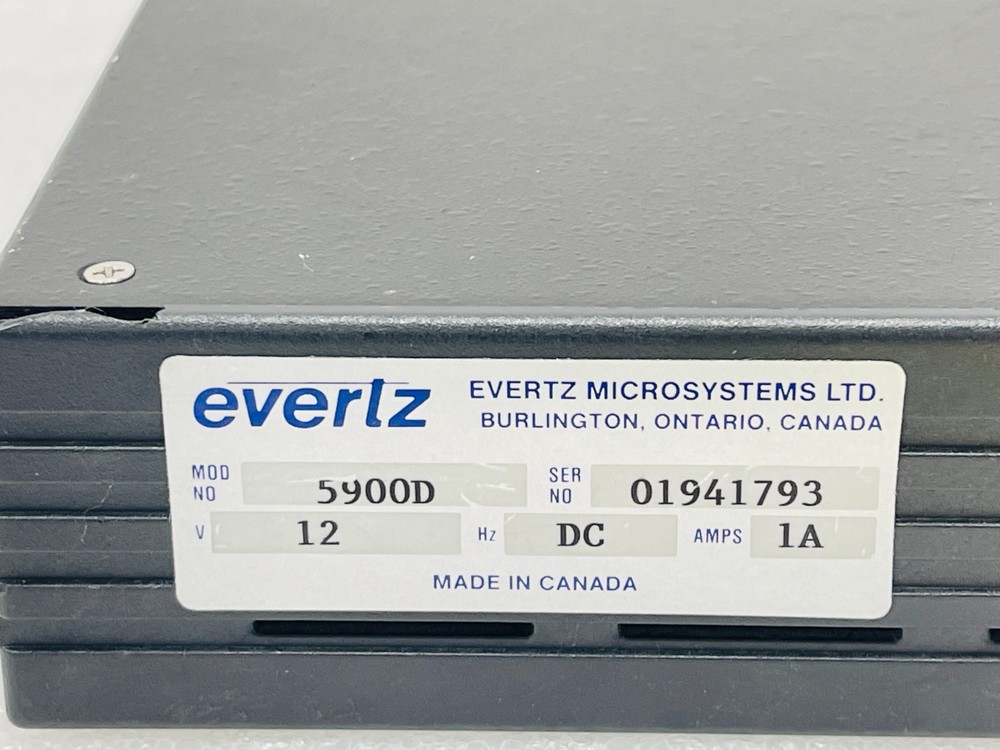 evertz
EVERTZ MICROSYSTEMS LTD.
BURLINGTON, ONTARIO, CANADA
MOD NO 5900D SER NO 01941793
V 12 Hz DC AMPS 1A
MADE IN CANADA